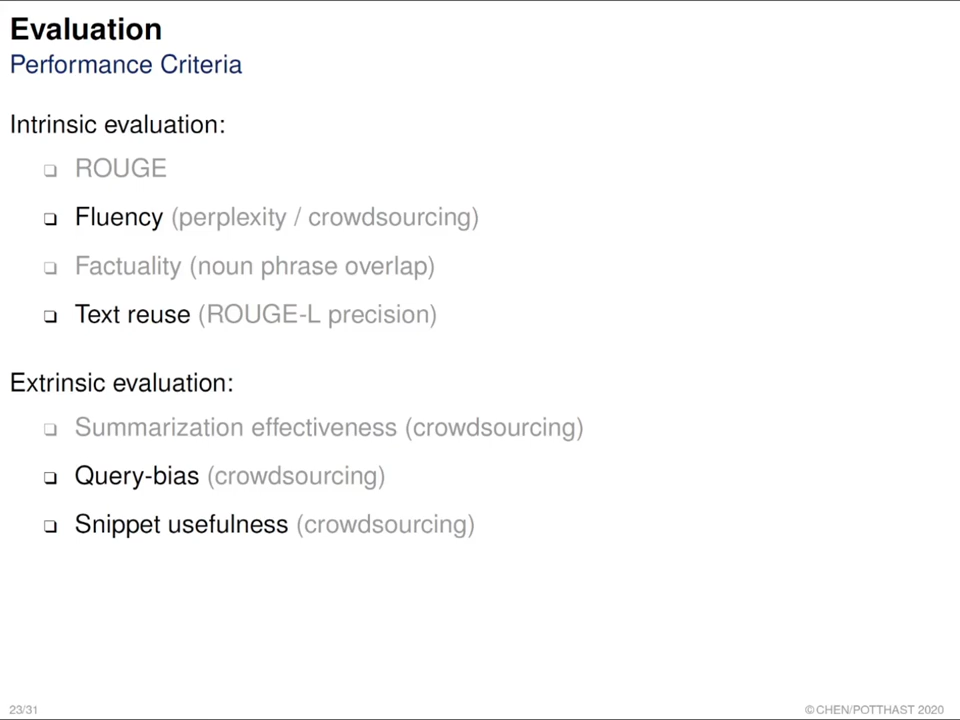 Evaluation
Performance Criteria
Intrinsic evaluation:
❑ ROUGE
❑ Fluency (perplexity / crowdsourcing)
❑ Factuality (noun phrase overlap)
❑ Text reuse (ROUGE-L precision)
Extrinsic evaluation:
❑ Summarization effectiveness (crowdsourcing)
❑ Query-bias (crowdsourcing)
❑ Snippet usefulness (crowdsourcing)
23/31
© CHEN/POTTHAST 2020